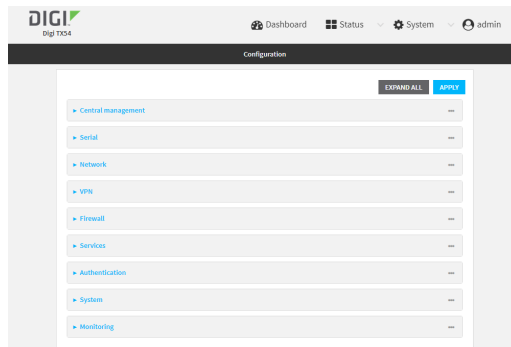 DIGI
Digi TX54
Dashboard Status System admin
Configuration
EXPAND ALL APPLY
Central management
Serial
Network
VPN
Firewall
Services
Authentication
System
Monitoring